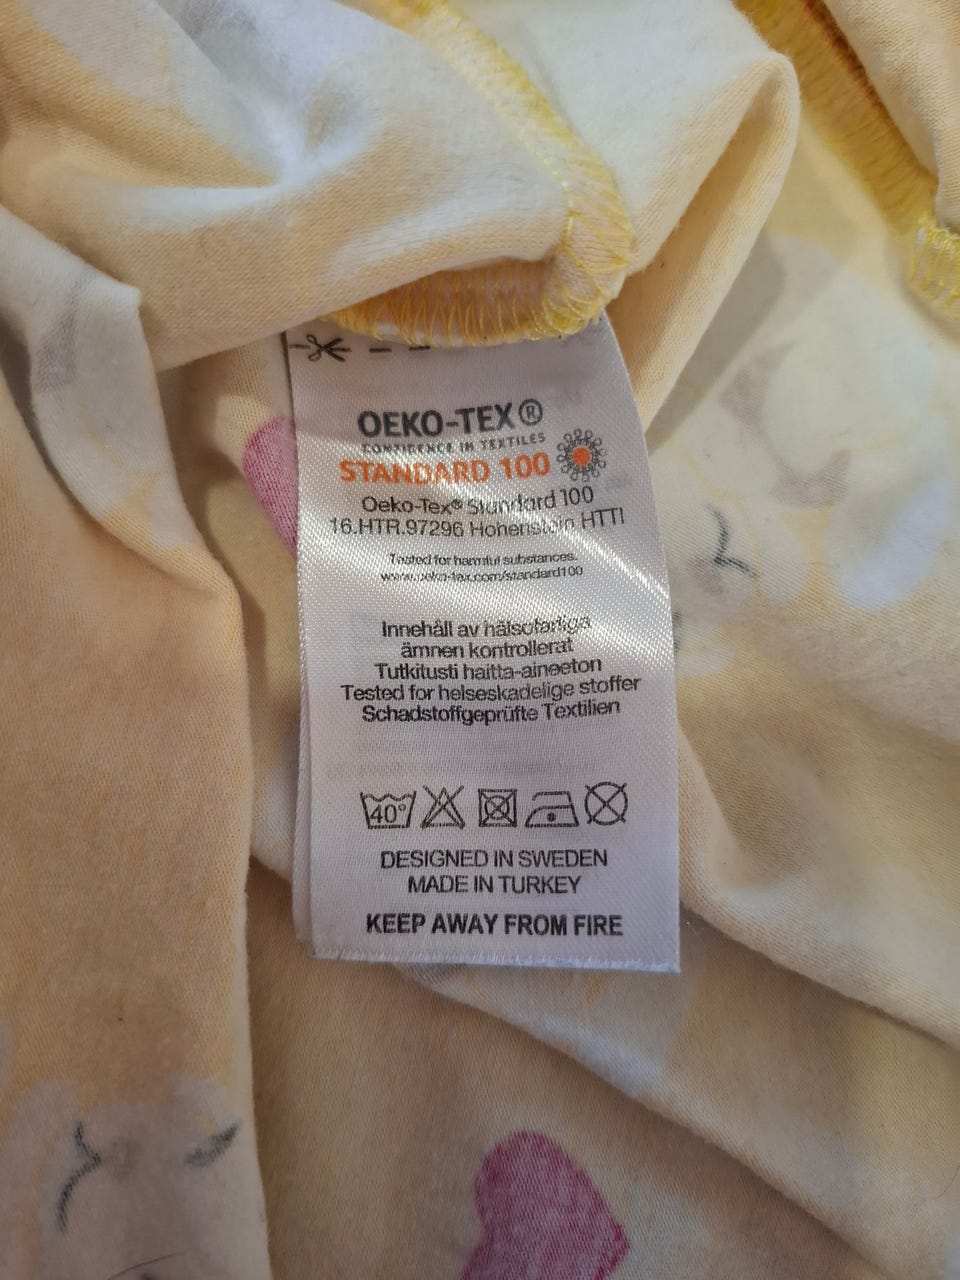 OEKO-TEX®
CONFIDENCE IN TEXTILES
STANDARD 100
Oeko-Tex® Standard 100
16.HTR.97296 Hohenstein HTTI
Tested for harmful substances.
www.oeko-tex.com/standard100
Innehåll av hälsofarliga
ämnen kontrollerat
Tutkitusti haitta-aineeton
Tested for helseskadelige stoffer
Schadstoffgeprüfte Textilien
40°
DESIGNED IN SWEDEN
MADE IN TURKEY
KEEP AWAY FROM FIRE